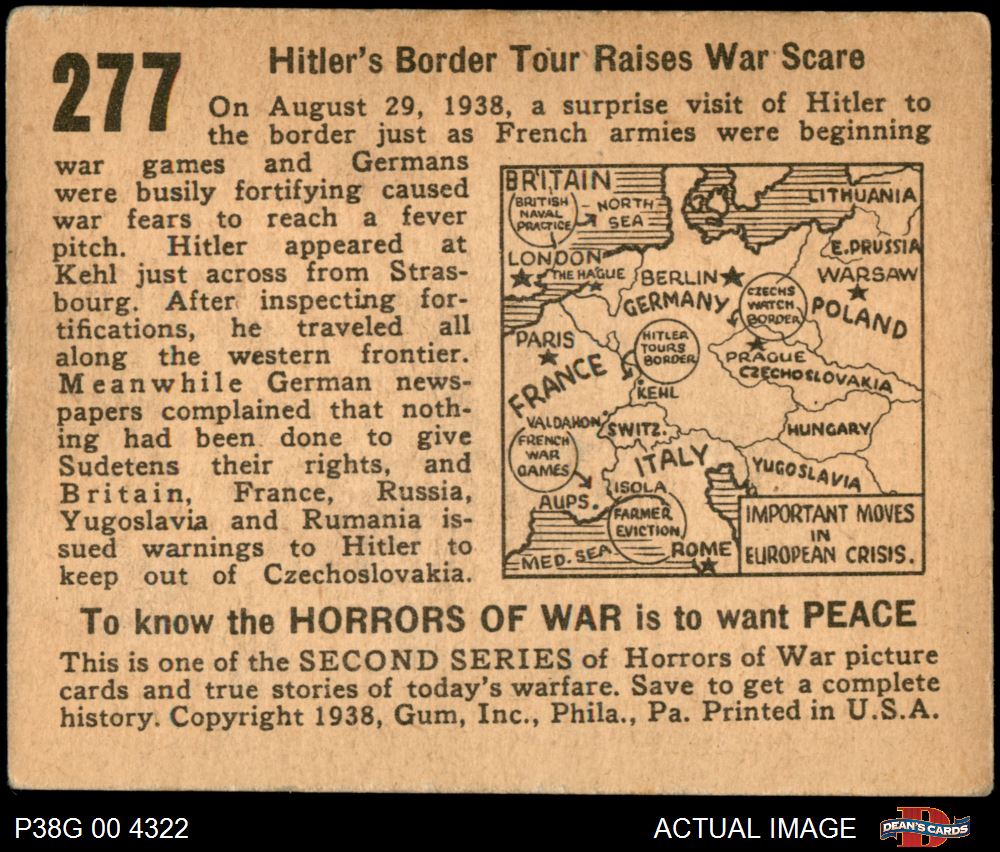 277
Hitler's Border Tour Raises War Scare
On August 29, 1938, a surprise visit of Hitler to
the border just as French armies were beginning
war games and Germans
were busily fortifying caused
war fears to reach a fever
pitch. Hitler appeared at
Kehl just across from Stras-
bourg. After inspecting for-
tifications, he traveled all
along the western frontier.
Meanwhile German news-
papers complained that noth-
ing had been done to give
Sudetens their rights, and
Britain, France, Russia,
Yugoslavia and Rumania is-
sued warnings to Hitler to
keep out of Czechoslovakia.
BRITAIN
BRITISH
NAVAL
PRACTICE
NORTH
SEA
LITHUANIA
E.PRUSSIA
LONDON
THE HAGUE
BERLIN
WARSAW
GERMANY
CZECHS
WATCH
BORDER
POLAND
PARIS
HITLER
TOURS
BORDER
PRAGUE
CZECHOSLOVAKIA
FRANCE
KEHL
VALDAHON
SWITZ.
HUNGARY
FRENCH
WAR
GAMES
ITALY
YUGOSLAVIA
ISOLA
AUPS.
FARMER
EVICTION
MED. SEA
ROME
IMPORTANT MOVES
IN
EUROPEAN CRISIS.
To know the HORRORS OF WAR is to want PEACE
This is one of the SECOND SERIES of Horrors of War picture
cards and true stories of today's warfare. Save to get a complete
history. Copyright 1938, Gum, Inc., Phila., Pa. Printed in U.S.A.
P38G 00 4322
ACTUAL IMAGE
D
DEAN'S CARDS